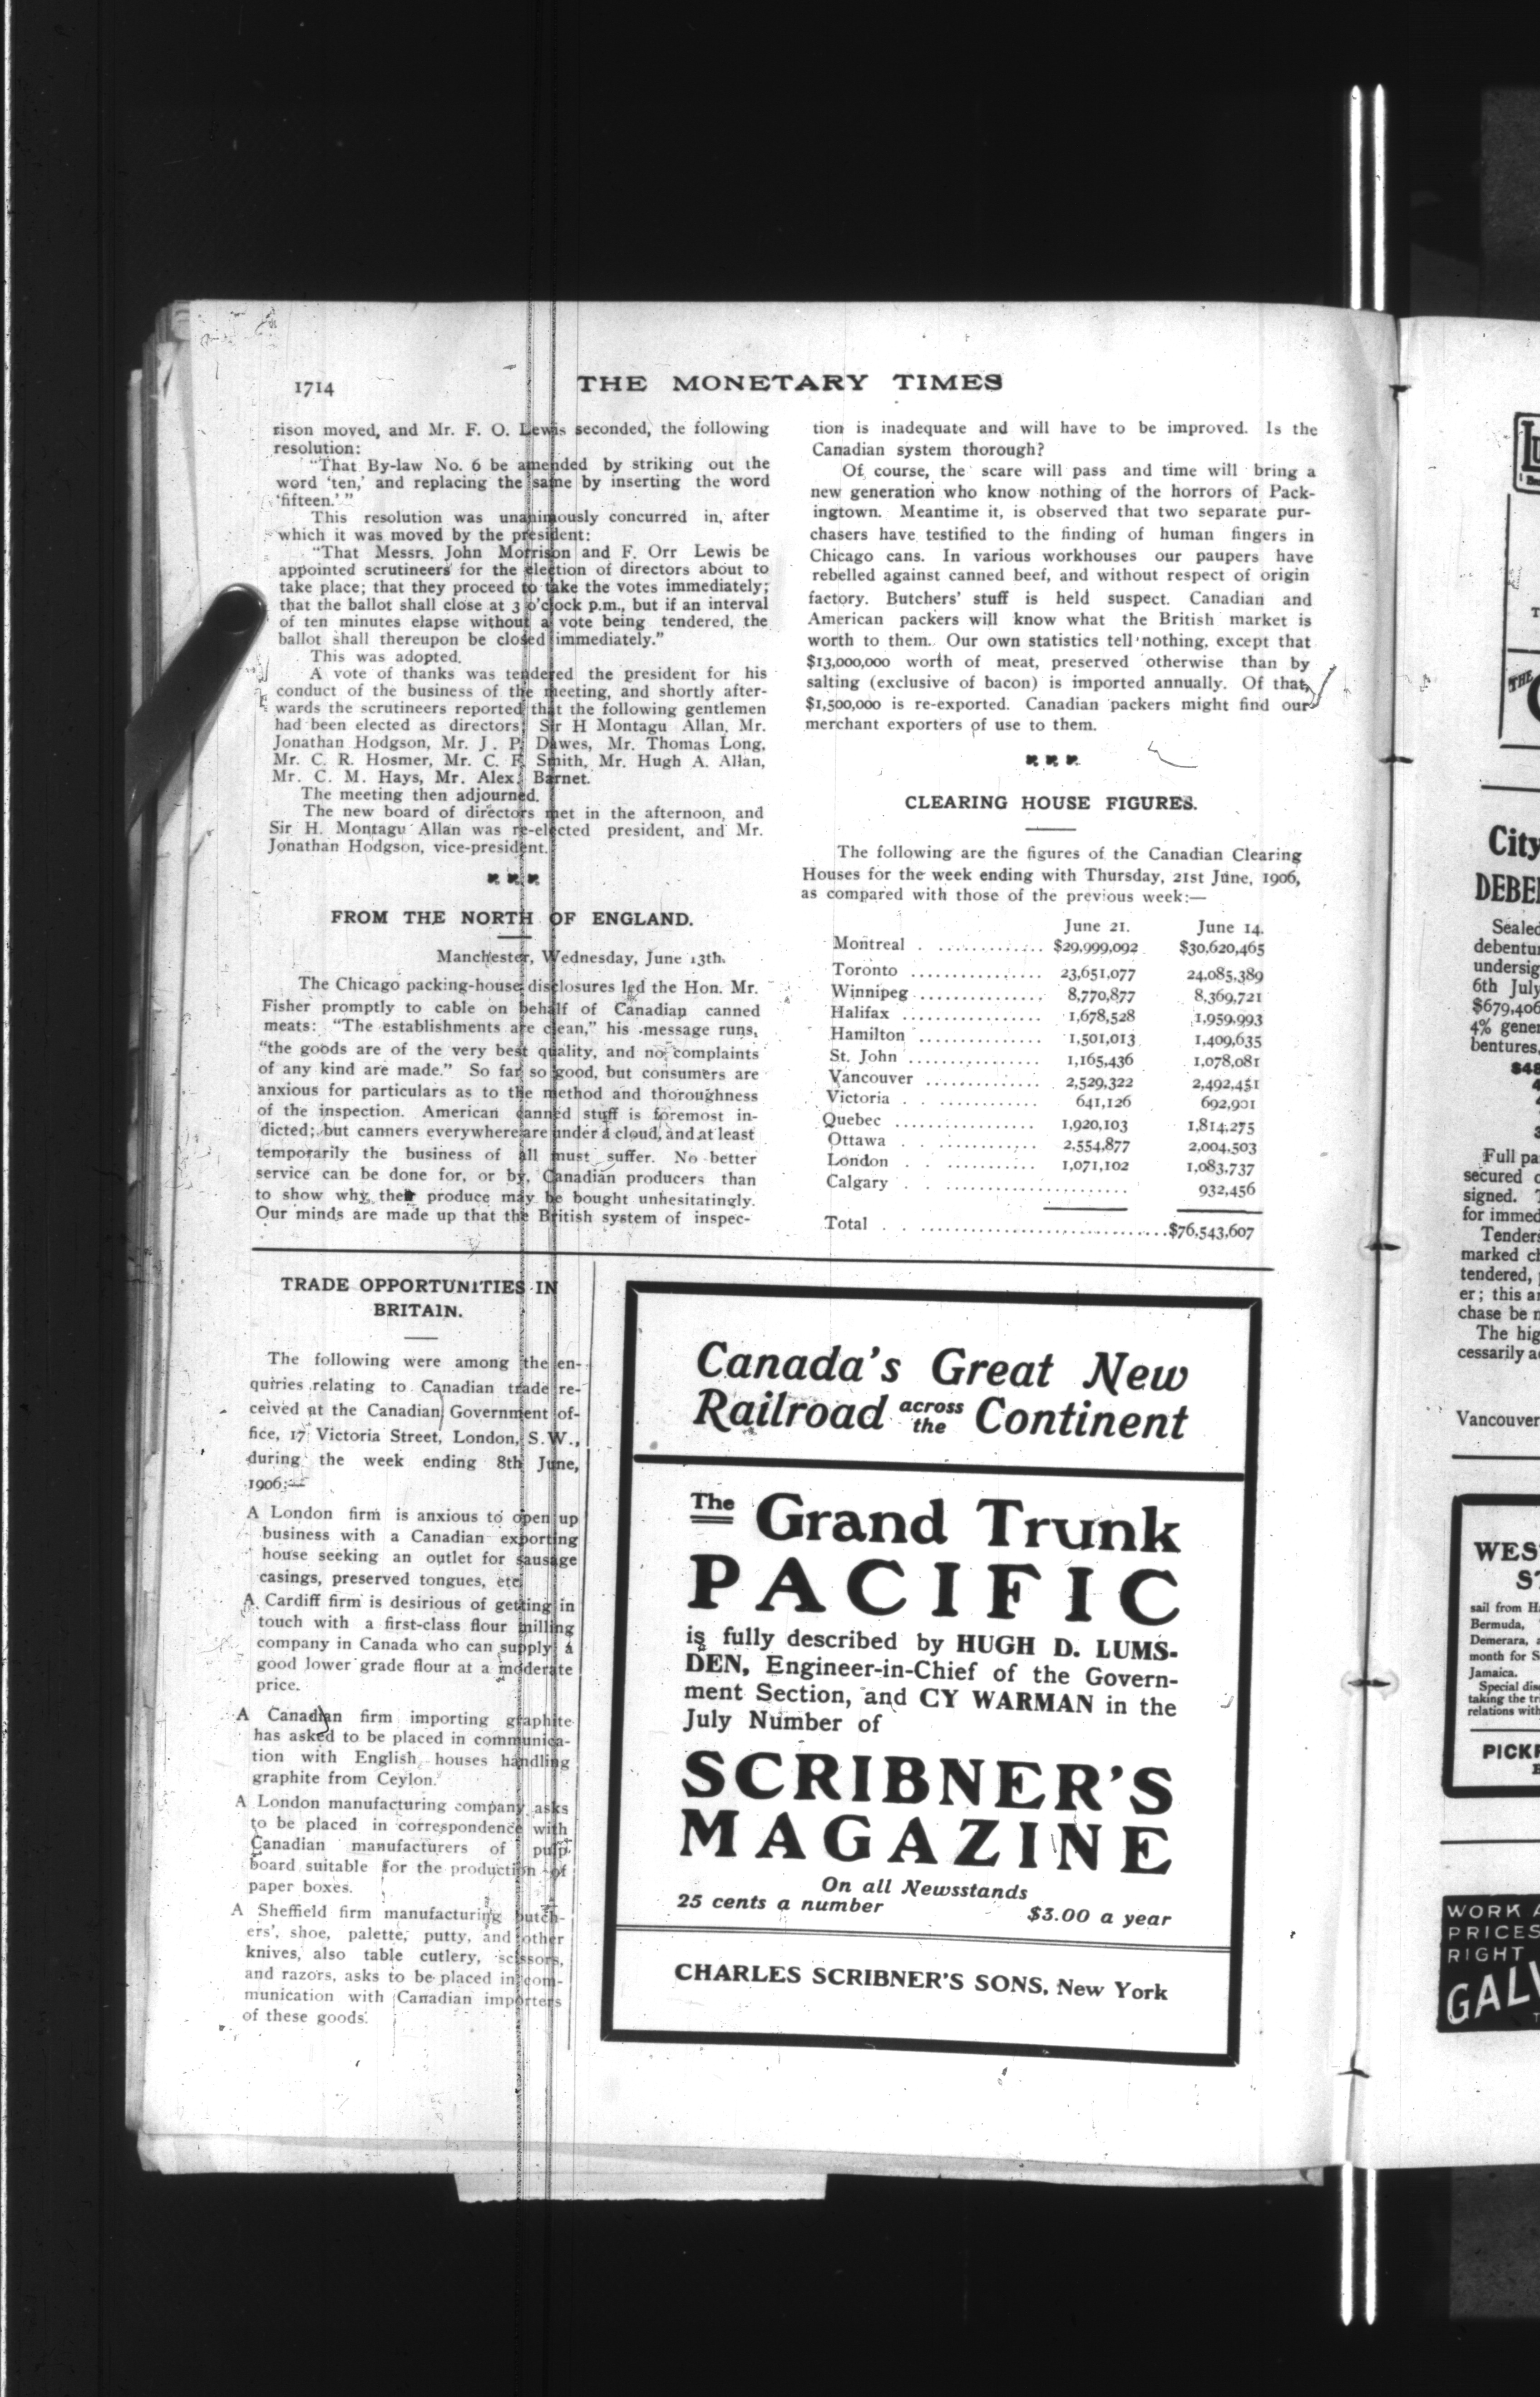 1714
THE MONETARY TIMES
rison moved, and Mr. F. O. Lewis seconded, the following
resolution:
"That By-law No. 6 be amended by striking out the
word 'ten,' and replacing the same by inserting the word
'fifteen.'"
This resolution was unanimously concurred in, after
which it was moved by the president:
"That Messrs. John Morrison and F. Orr Lewis be
appointed scrutineers for the election of directors about to
take place; that they proceed to take the votes immediately;
that the ballot shall close at 3 o'clock p.m., but if an interval
of ten minutes elapse without a vote being tendered, the
ballot shall thereupon be closed immediately."
This was adopted.
A vote of thanks was tendered the president for his
conduct of the business of the meeting, and shortly after-
wards the scrutineers reported that the following gentlemen
had been elected as directors: Sir H Montagu Allan, Mr.
Jonathan Hodgson, Mr. J. P. Dawes, Mr. Thomas Long,
Mr. C. R. Hosmer, Mr. C. F. Smith, Mr. Hugh A. Allan,
Mr. C. M. Hays, Mr. Alex. Barnet.
The meeting then adjourned.
The new board of directors met in the afternoon, and
Sir H. Montagu Allan was re-elected president, and Mr.
Jonathan Hodgson, vice-president.
FROM THE NORTH OF ENGLAND.
Manchester, Wednesday, June 13th.
The Chicago packing-house disclosures led the Hon. Mr.
Fisher promptly to cable on behalf of Canadian canned
meats: "The establishments are clean," his message runs,
"the goods are of the very best quality, and no complaints
of any kind are made." So far so good, but consumers are
anxious for particulars as to the method and thoroughness
of the inspection. American canned stuff is foremost in-
dicted; but canners everywhere are under a cloud, and at least
temporarily the business of all must suffer. No better
service can be done for, or by, Canadian producers than
to show why their produce may be bought unhesitatingly.
Our minds are made up that the British system of inspec-
tion is inadequate and will have to be improved. Is the
Canadian system thorough?
Of course, the scare will pass and time will bring a
new generation who know nothing of the horrors of Pack-
ingtown. Meantime it, is observed that two separate pur-
chasers have testified to the finding of human fingers in
Chicago cans. In various workhouses our paupers have
rebelled against canned beef, and without respect of origin
factory. Butchers' stuff is held suspect. Canadian and
American packers will know what the British market is
worth to them. Our own statistics tell nothing, except that
$13,000,000 worth of meat, preserved otherwise than by
salting (exclusive of bacon) is imported annually. Of that,
$1,500,000 is re-exported. Canadian packers might find our
merchant exporters of use to them.
CLEARING HOUSE FIGURES.
The following are the figures of the Canadian Clearing
Houses for the week ending with Thursday, 21st June, 1906,
as compared with those of the previous week:—
June 21. June 14.
Montreal . ............. $29,999,092 $30,620,465
Toronto ............... 23,651,077 24,085,389
Winnipeg .............. 8,770,877 8,369,721
Halifax ............... 1,678,528 1,959,993
Hamilton .............. 1,501,013 1,409,635
St. John .............. 1,165,436 1,078,081
Vancouver ............. 2,529,322 2,492,451
Victoria . . ............ 641,126 692,901
Quebec ................ 1,920,103 1,814,275
Ottawa . . ............ 2,554,877 2,004,503
London . . ........... 1,071,102 1,083,737
Calgary . . ....................... 932,456
Total . . ............................$76,543,607
TRADE OPPORTUNITIES IN
BRITAIN.
The following were among the en-
quiries relating to Canadian trade re-
ceived at the Canadian Government of-
fice, 17 Victoria Street, London, S.W.,
during the week ending 8th June,
1906:—
A London firm is anxious to open up
business with a Canadian exporting
house seeking an outlet for sausage
casings, preserved tongues, etc.
A Cardiff firm is desirious of getting in
touch with a first-class flour milling
company in Canada who can supply a
good lower grade flour at a moderate
price.
A Canadian firm importing graphite
has asked to be placed in communica-
tion with English houses handling
graphite from Ceylon.
A London manufacturing company asks
to be placed in correspondence with
Canadian manufacturers of pulp
board suitable for the production of
paper boxes.
A Sheffield firm manufacturing butch-
ers', shoe, palette, putty, and other
knives, also table cutlery, scissors,
and razors, asks to be placed in com-
munication with Canadian importers
of these goods.
Canada's Great New
Railroad across the Continent
The Grand Trunk
PACIFIC
is fully described by HUGH D. LUMS-
DEN, Engineer-in-Chief of the Govern-
ment Section, and CY WARMAN in the
July Number of
SCRIBNER'S
MAGAZINE
On all Newsstands
25 cents a number $3.00 a year
CHARLES SCRIBNER'S SONS, New York
City
Sealed
6th July
$679,406
4% gener
Full pa
secured
signed.
for immed
Tenders
marked
tendered,
er; this
chase be
The
Vancouver
sail from
Bermuda,
Demerara,
month for
Jamaica.
Special
taking the
relations with
WORK
PRICES
RIGHT